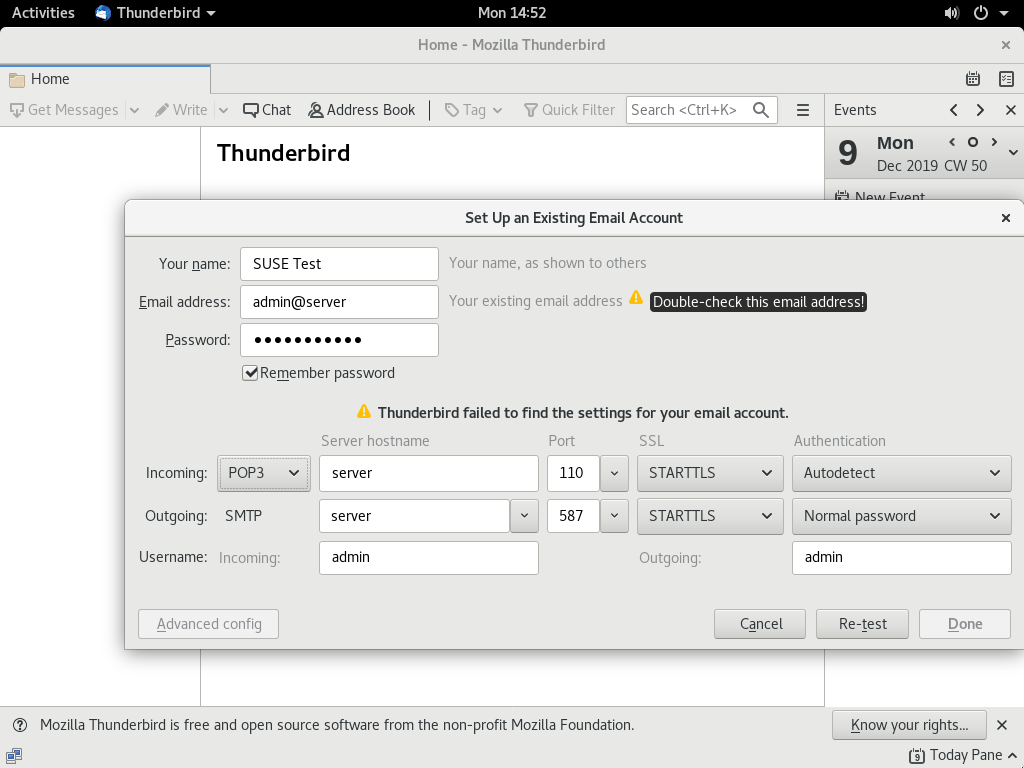 Activities Thunderbird Mon 14:52
Home - Mozilla Thunderbird
Home
Get Messages Write Chat Address Book Tag Quick Filter Search <Ctrl+K> Events
Thunderbird
9 Mon
Dec 2019 CW 50
New Event
Set Up an Existing Email Account
Your name: SUSE Test Your name, as shown to others
Email address: admin@server Your existing email address Double-check this email address!
Password: ●●●●●●●●●●●
Remember password
Thunderbird failed to find the settings for your email account.
Server hostname Port SSL Authentication
Incoming: POP3 server 110 STARTTLS Autodetect
Outgoing: SMTP server 587 STARTTLS Normal password
Username: Incoming: admin Outgoing: admin
Advanced config Cancel Re-test Done
Mozilla Thunderbird is free and open source software from the non-profit Mozilla Foundation. Know your rights...
9 Today Pane